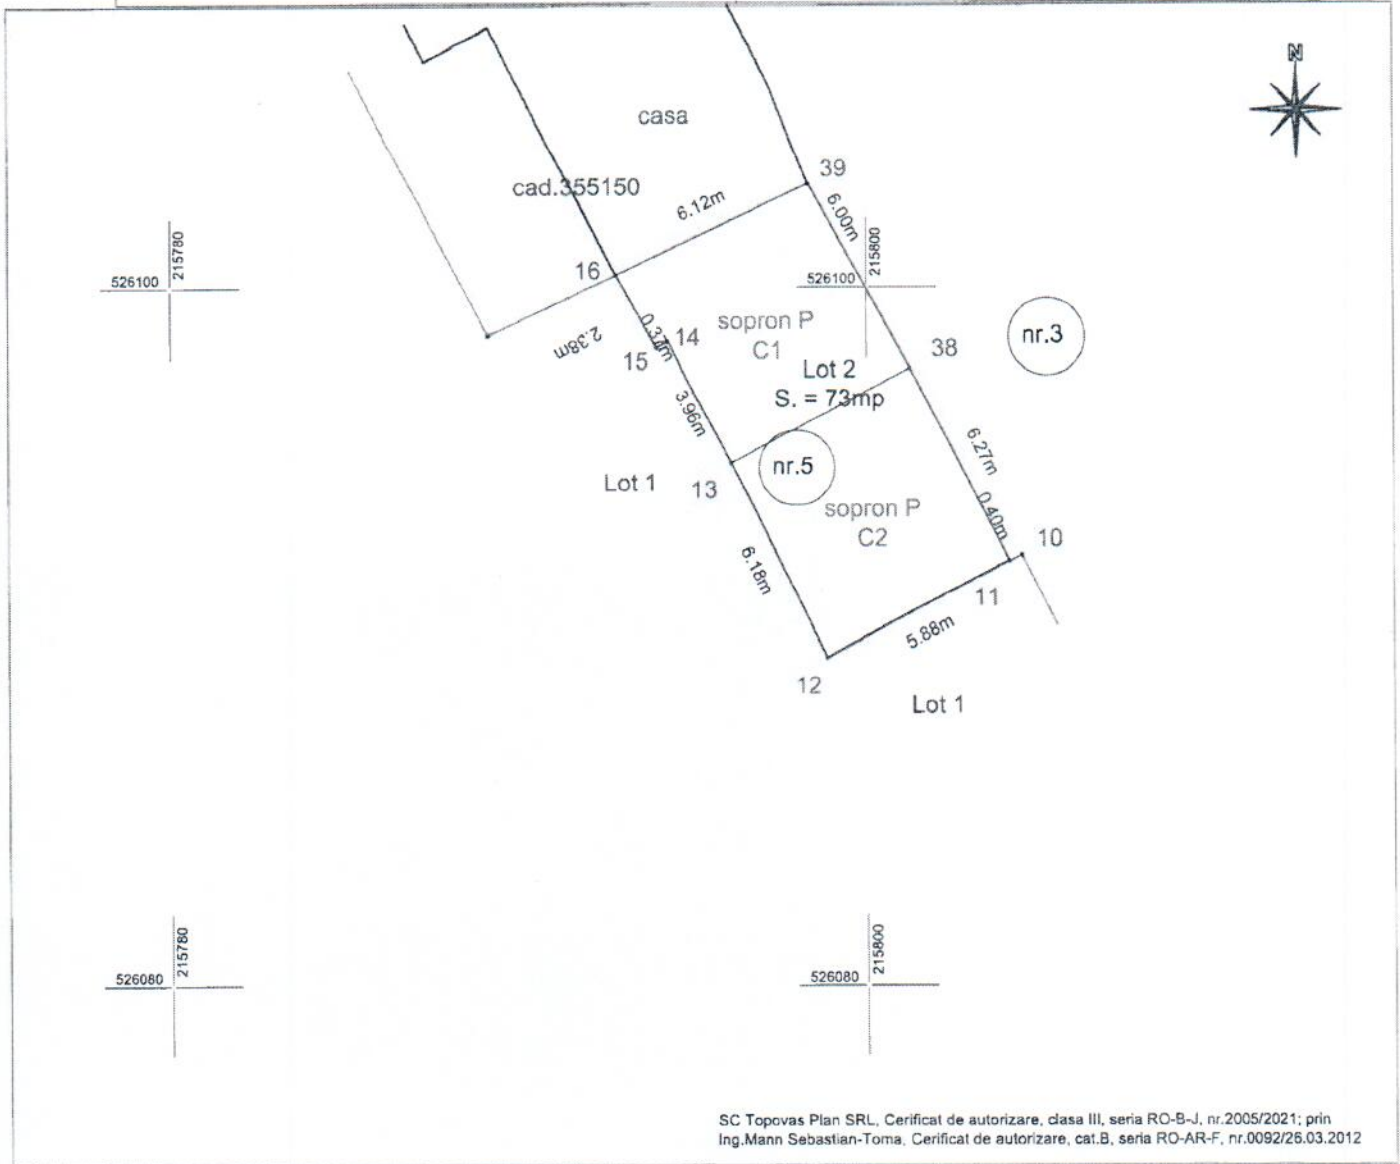 N
casa
39
cad.355150
6.12m
6.00m
215780
215800
526100
526100
16
sopron P
C1
nr.3
0.37m
14
2.38m
15
38
Lot 2
S. = 73mp
3.96m
6.27m
nr.5
Lot 1
13
sopron P
C2
0.40m
10
6.18m
11
5.88m
12
Lot 1
215780
215800
526080
526080
SC Topovas Plan SRL, Cerificat de autorizare, clasa III, seria RO-B-J, nr.2005/2021; prin
Ing.Mann Sebastian-Toma, Cerificat de autorizare, cat.B, seria RO-AR-F, nr.0092/26.03.2012